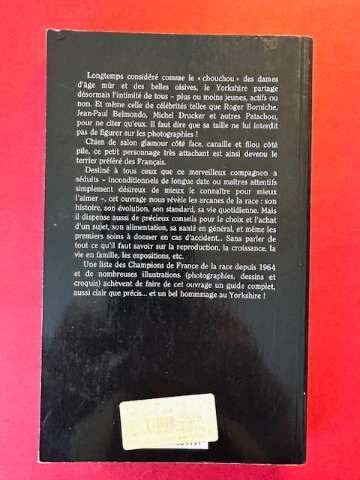 Longtemps considéré comme le « chouchou » des dames
d'âge mûr et des belles oisives, le Yorkshire partage
désormais l'intimité de tous – plus ou moins jeunes, actifs ou
non. Et même celle de célébrités telles que Roger Borniche,
Jean-Paul Belmondo, Michel Drucker et autres Patachou,
pour ne citer qu'eux. Il faut dire que sa taille ne lui interdit
pas de figurer sur les photographies !
Chien de salon glamour côté face, canaille et filou côté
pile, ce petit personnage très attachant est ainsi devenu le
terrier préféré des Français.
Destiné à tous ceux que ce merveilleux compagnon a
séduits – inconditionnels de longue date ou maîtres attentifs
simplement désireux de mieux le connaître pour mieux
l'aimer –, cet ouvrage nous révèle les arcanes de la race : son
histoire, son évolution, son standard, sa vie quotidienne. Mais
il dispense aussi de précieux conseils pour le choix et l'achat
d'un sujet, son alimentation, sa santé en général, et même les
premiers soins à donner en cas d'accident... Sans parler de
tout ce qu'il faut savoir sur la reproduction, la croissance, la
vie en famille, les expositions, etc.
Une liste des Champions de France de la race depuis 1964
et de nombreuses illustrations (photographies, dessins et
croquis) achèvent de faire de cet ouvrage un guide complet,
aussi clair que précis... et un bel hommmage au Yorkshire !